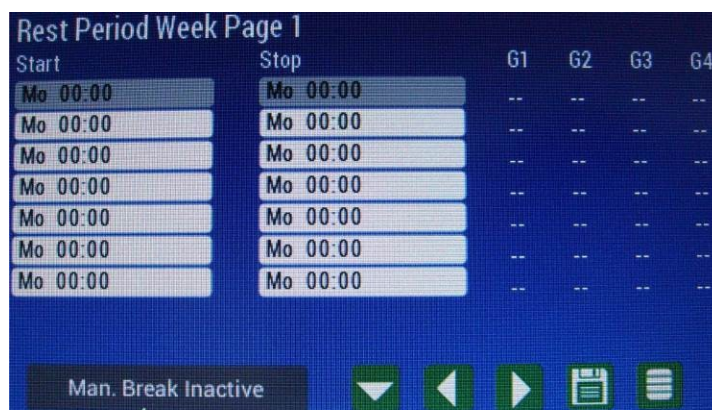 Rest Period Week Page 1
Start Stop G1 G2 G3 G4
Mo 00:00 Mo 00:00 -- -- -- --
Mo 00:00 Mo 00:00 -- -- -- --
Mo 00:00 Mo 00:00 -- -- -- --
Mo 00:00 Mo 00:00 -- -- -- --
Mo 00:00 Mo 00:00 -- -- -- --
Mo 00:00 Mo 00:00 -- -- -- --
Mo 00:00 Mo 00:00 -- -- -- --
Man. Break Inactive